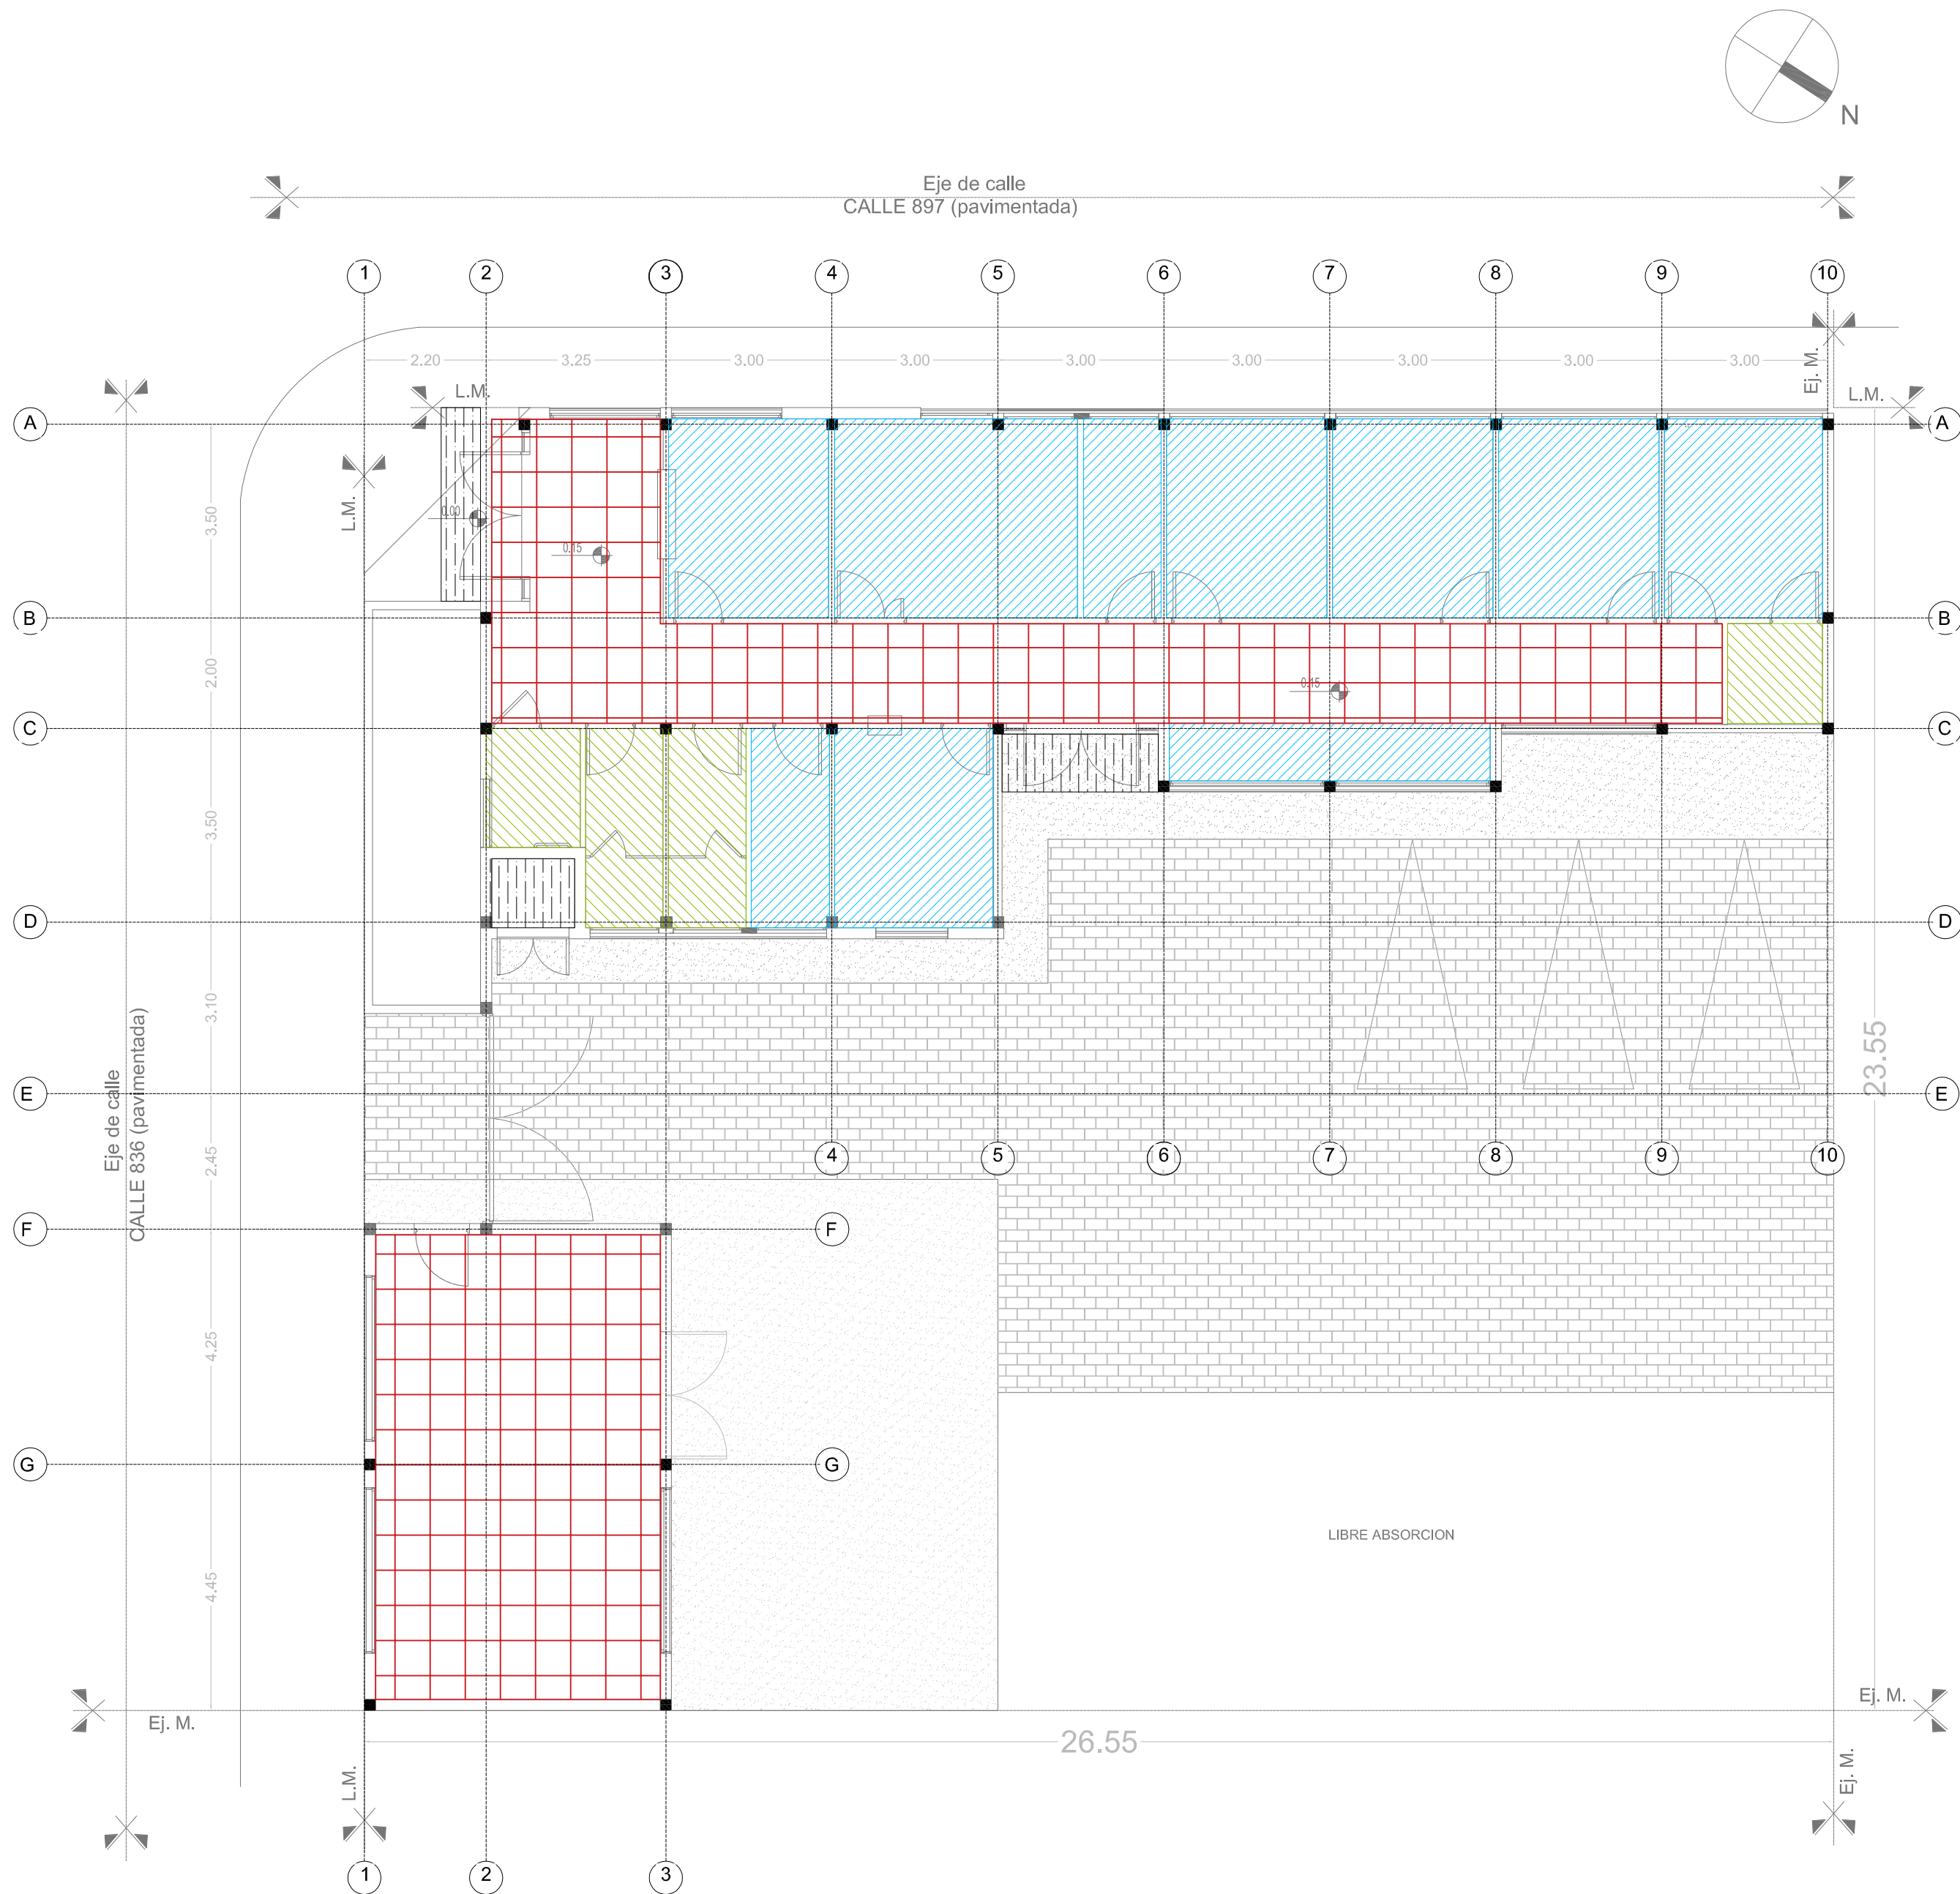 N
Eje de calle
CALLE 897 (pavimentada)
1 2 3 4 5 6 7 8 9 10
2.20 3.25 3.00 3.00 3.00 3.00 3.00 3.00 3.00
Ej. M.
L.M.
L.M.
A A
L.M.
3.50
0.00
0.15
B B
2.00
0.15
C C
3.50
D D
3.10
Eje de calle
CALLE 836 (pavimentada)
23.55
E E
2.45
4 5 6 7 8 9 10
F F
4.25
G G
LIBRE ABSORCION
4.45
Ej. M.
Ej. M.
26.55
L.M.
Ej. M.
1 2 3